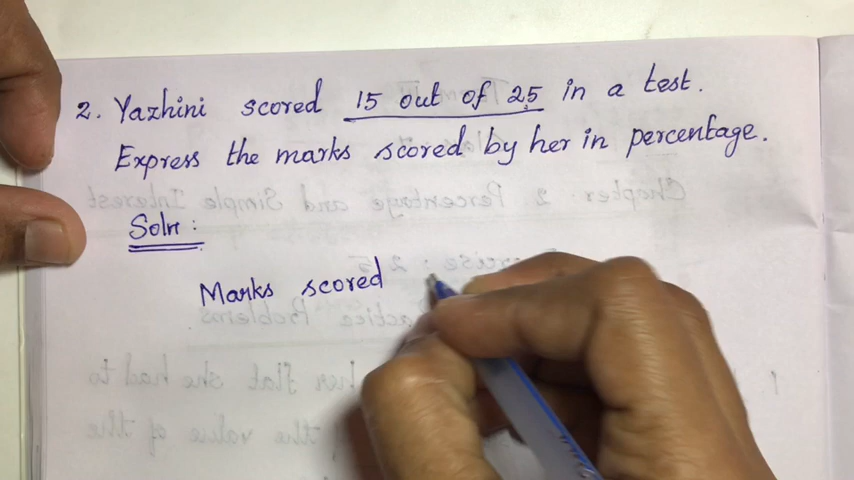 2. Yazhini scored 15 out of 25 in a test.
Express the marks scored by her in percentage.
Soln :
Marks scored